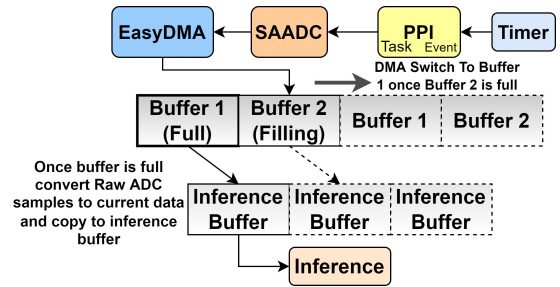 EasyDMA
SAADC
PPI
Task Event
Timer
DMA Switch To Buffer
1 once Buffer 2 is full
Buffer 1
(Full)
Buffer 2
(Filling)
Buffer 1
Buffer 2
Once buffer is full
convert Raw ADC
samples to current data
and copy to inference
buffer
Inference
Buffer
Inference
Buffer
Inference
Buffer
Inference